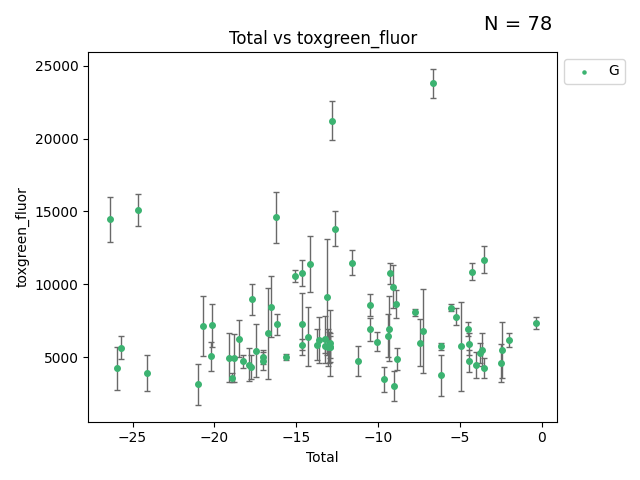 N = 78
Total vs toxgreen_fluor
G
25000
20000
15000
10000
5000
toxgreen_fluor
−25 −20 −15 −10 −5 0
Total